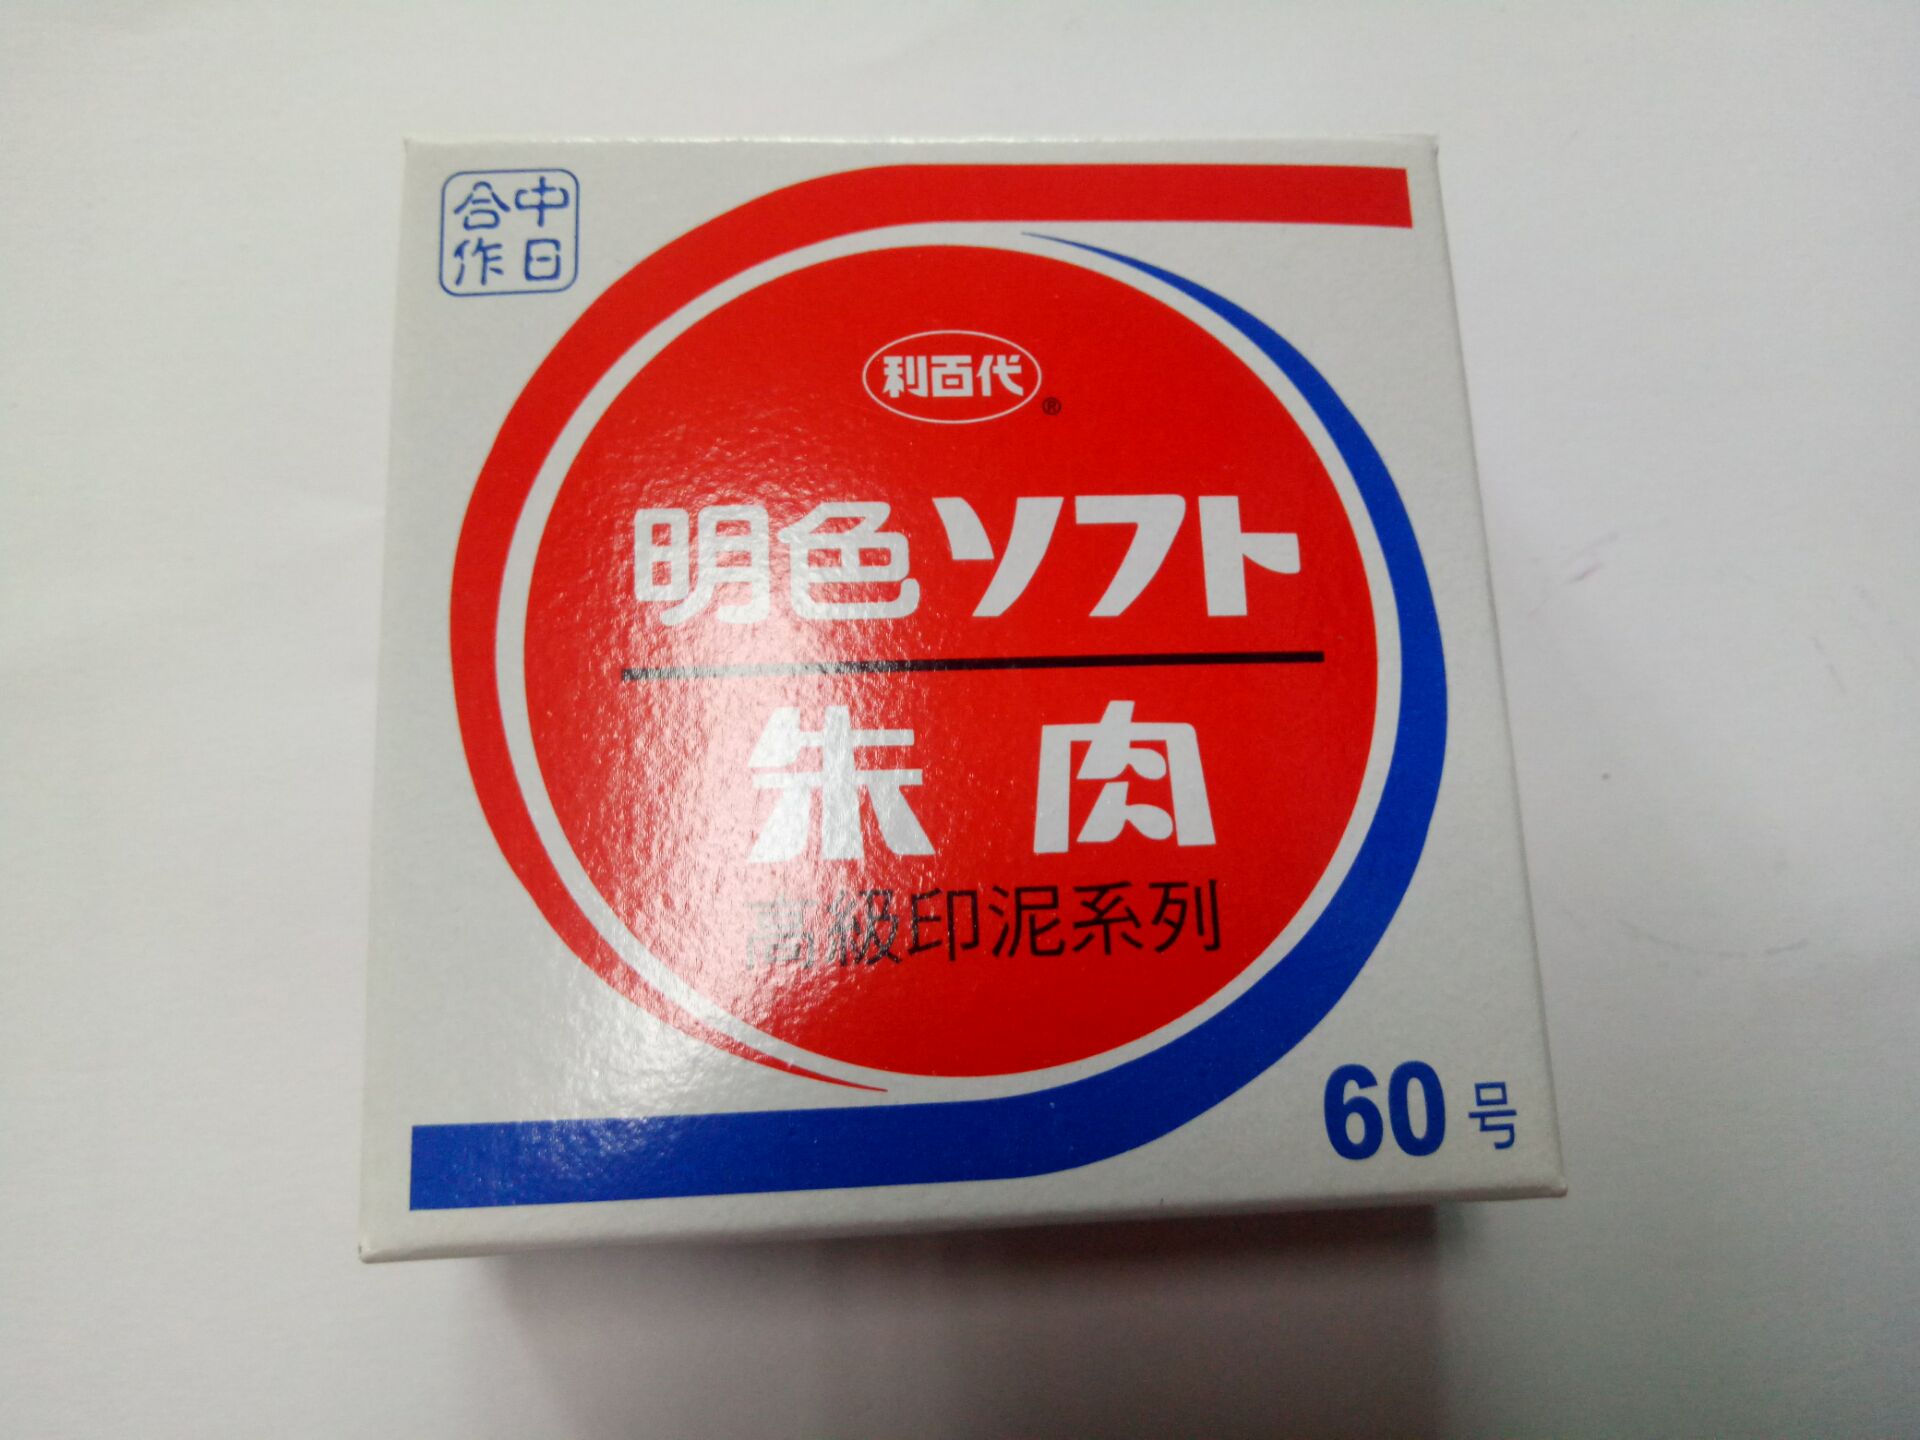 中日
合作
利百代®
明色ソフト
朱肉
高級印泥系列
60号